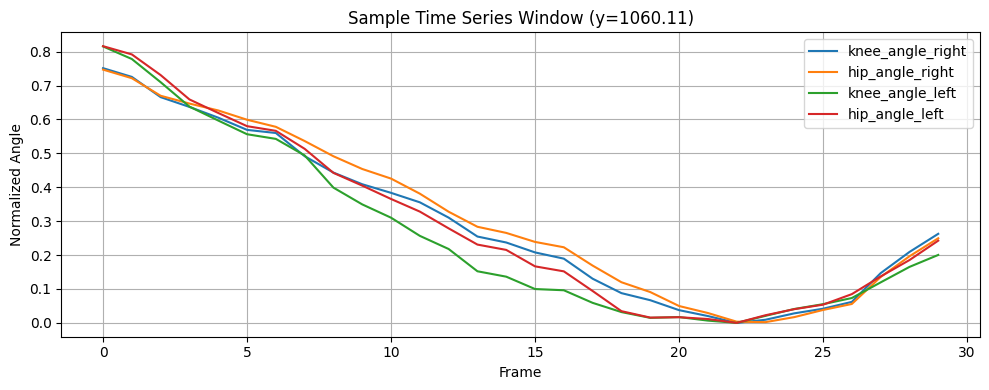 Sample Time Series Window (y=1060.11)
knee_angle_right
hip_angle_right
knee_angle_left
hip_angle_left
Normalized Angle
0.8
0.7
0.6
0.5
0.4
0.3
0.2
0.1
0.0
0 5 10 15 20 25 30
Frame